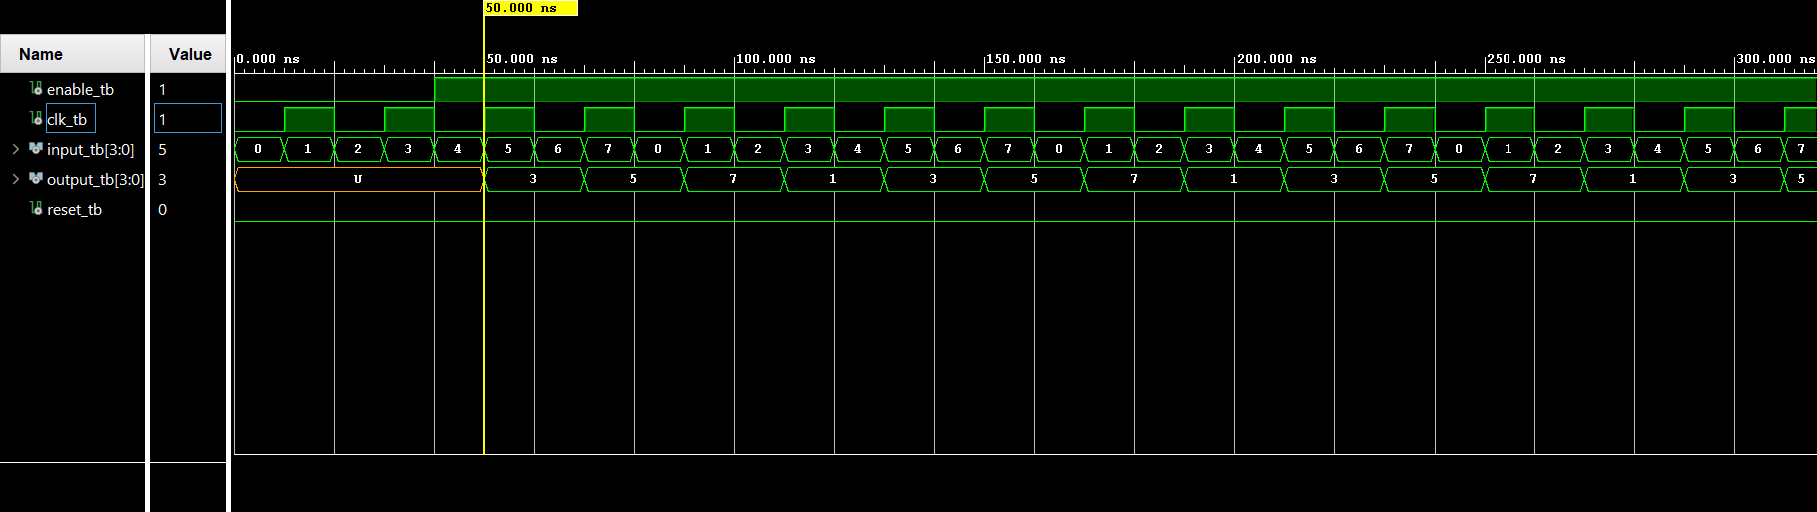 50.000 ns
Name Value
0.000 ns 50.000 ns 100.000 ns 150.000 ns 200.000 ns 250.000 ns 300.000 ns
enable_tb 1
clk_tb 1
input_tb[3:0] 5 0 1 2 3 4 5 6 7 0 1 2 3 4 5 6 7 0 1 2 3 4 5 6 7 0 1 2 3 4 5 6 7
output_tb[3:0] 3 U 3 5 7 1 3 5 7 1 3 5 7 1 3 5
reset_tb 0